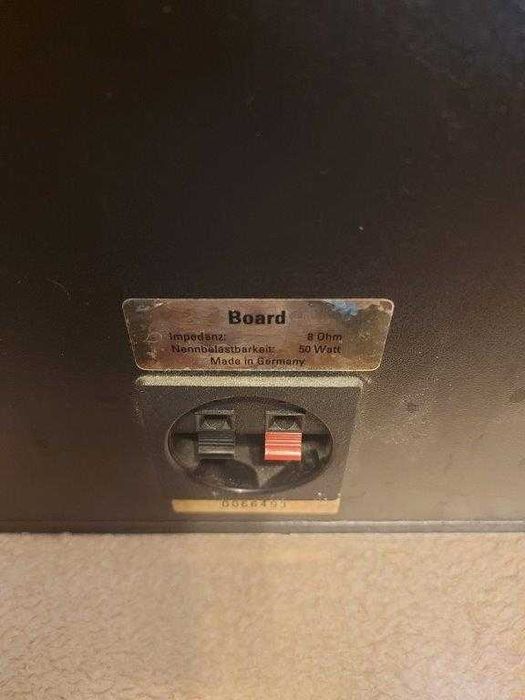 Board
Impedanz: 8 Ohm
Nennbelastbarkeit: 50 Watt
Made in Germany